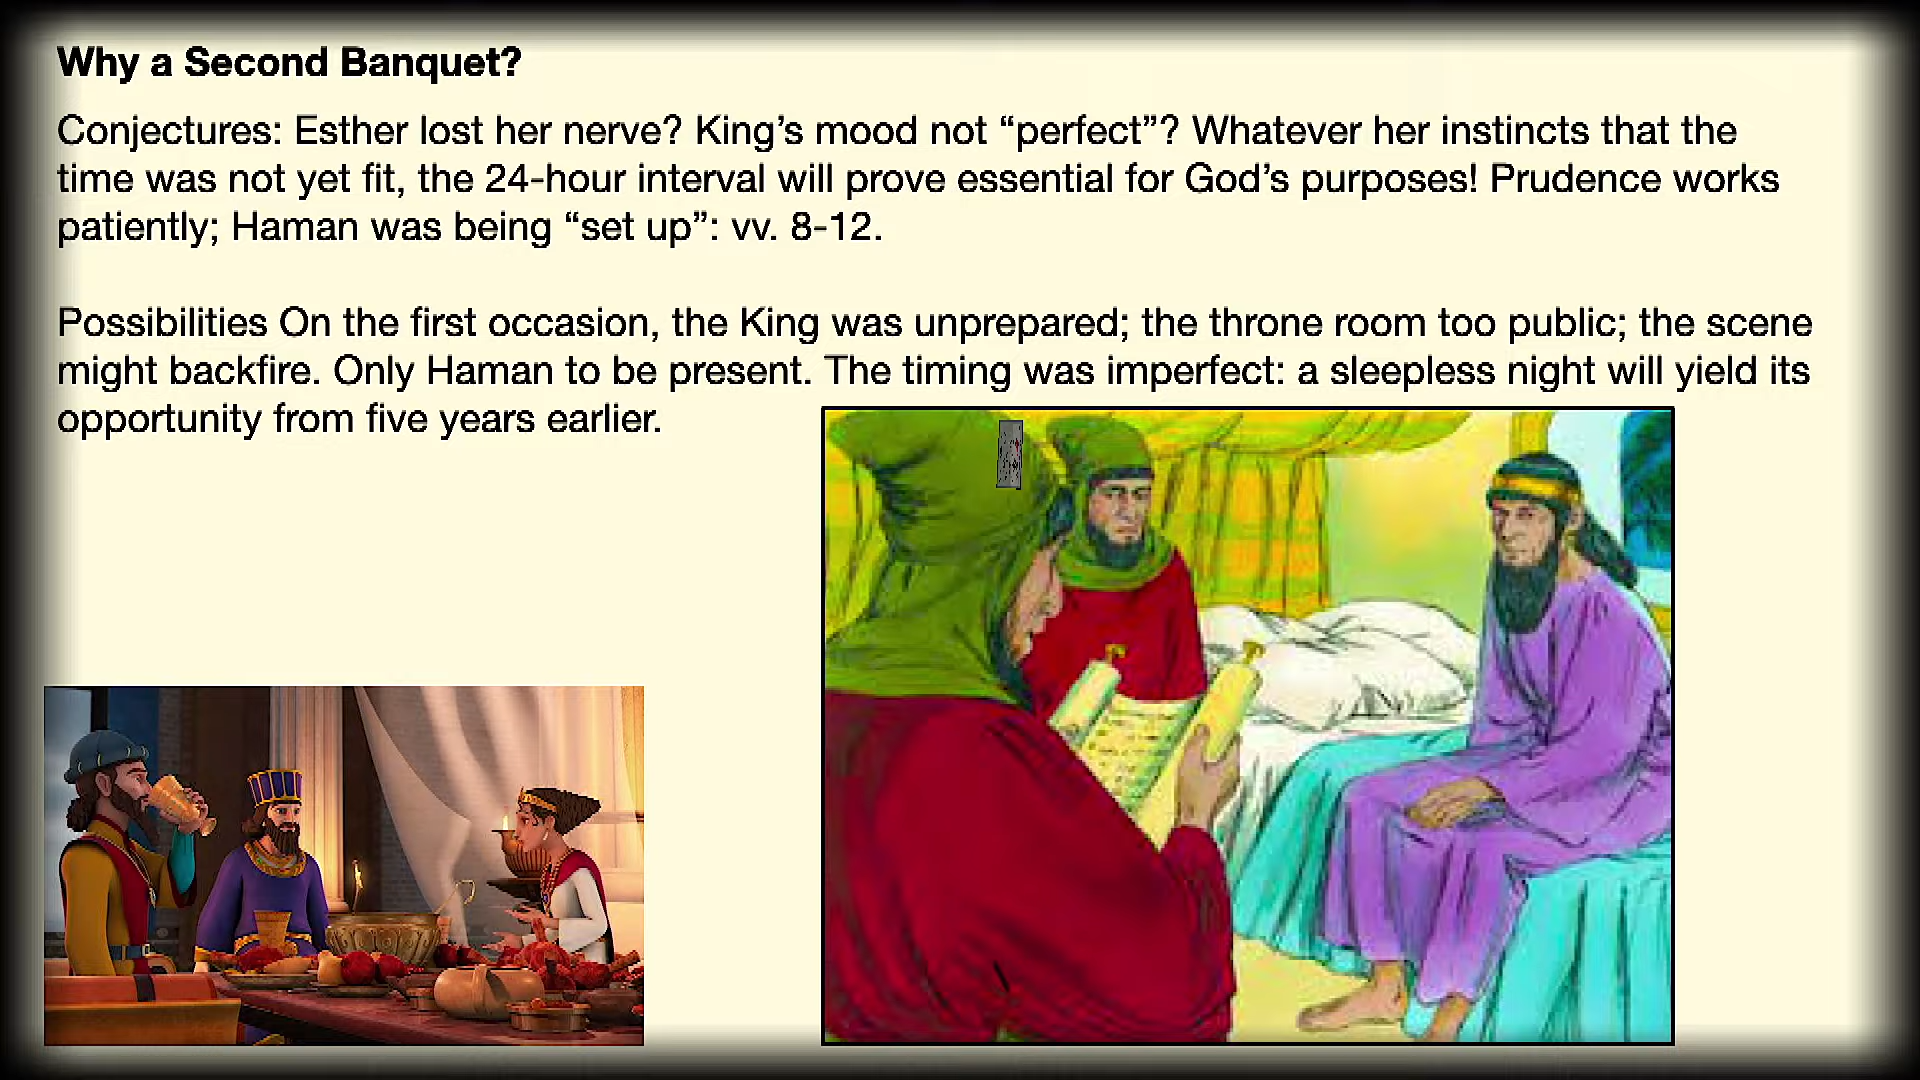 Why a Second Banquet?
Conjectures: Esther lost her nerve? King’s mood not “perfect”? Whatever her instincts that the
time was not yet fit, the 24-hour interval will prove essential for God’s purposes! Prudence works
patiently; Haman was being “set up”: vv. 8-12.
Possibilities On the first occasion, the King was unprepared; the throne room too public; the scene
might backfire. Only Haman to be present. The timing was imperfect: a sleepless night will yield its
opportunity from five years earlier.